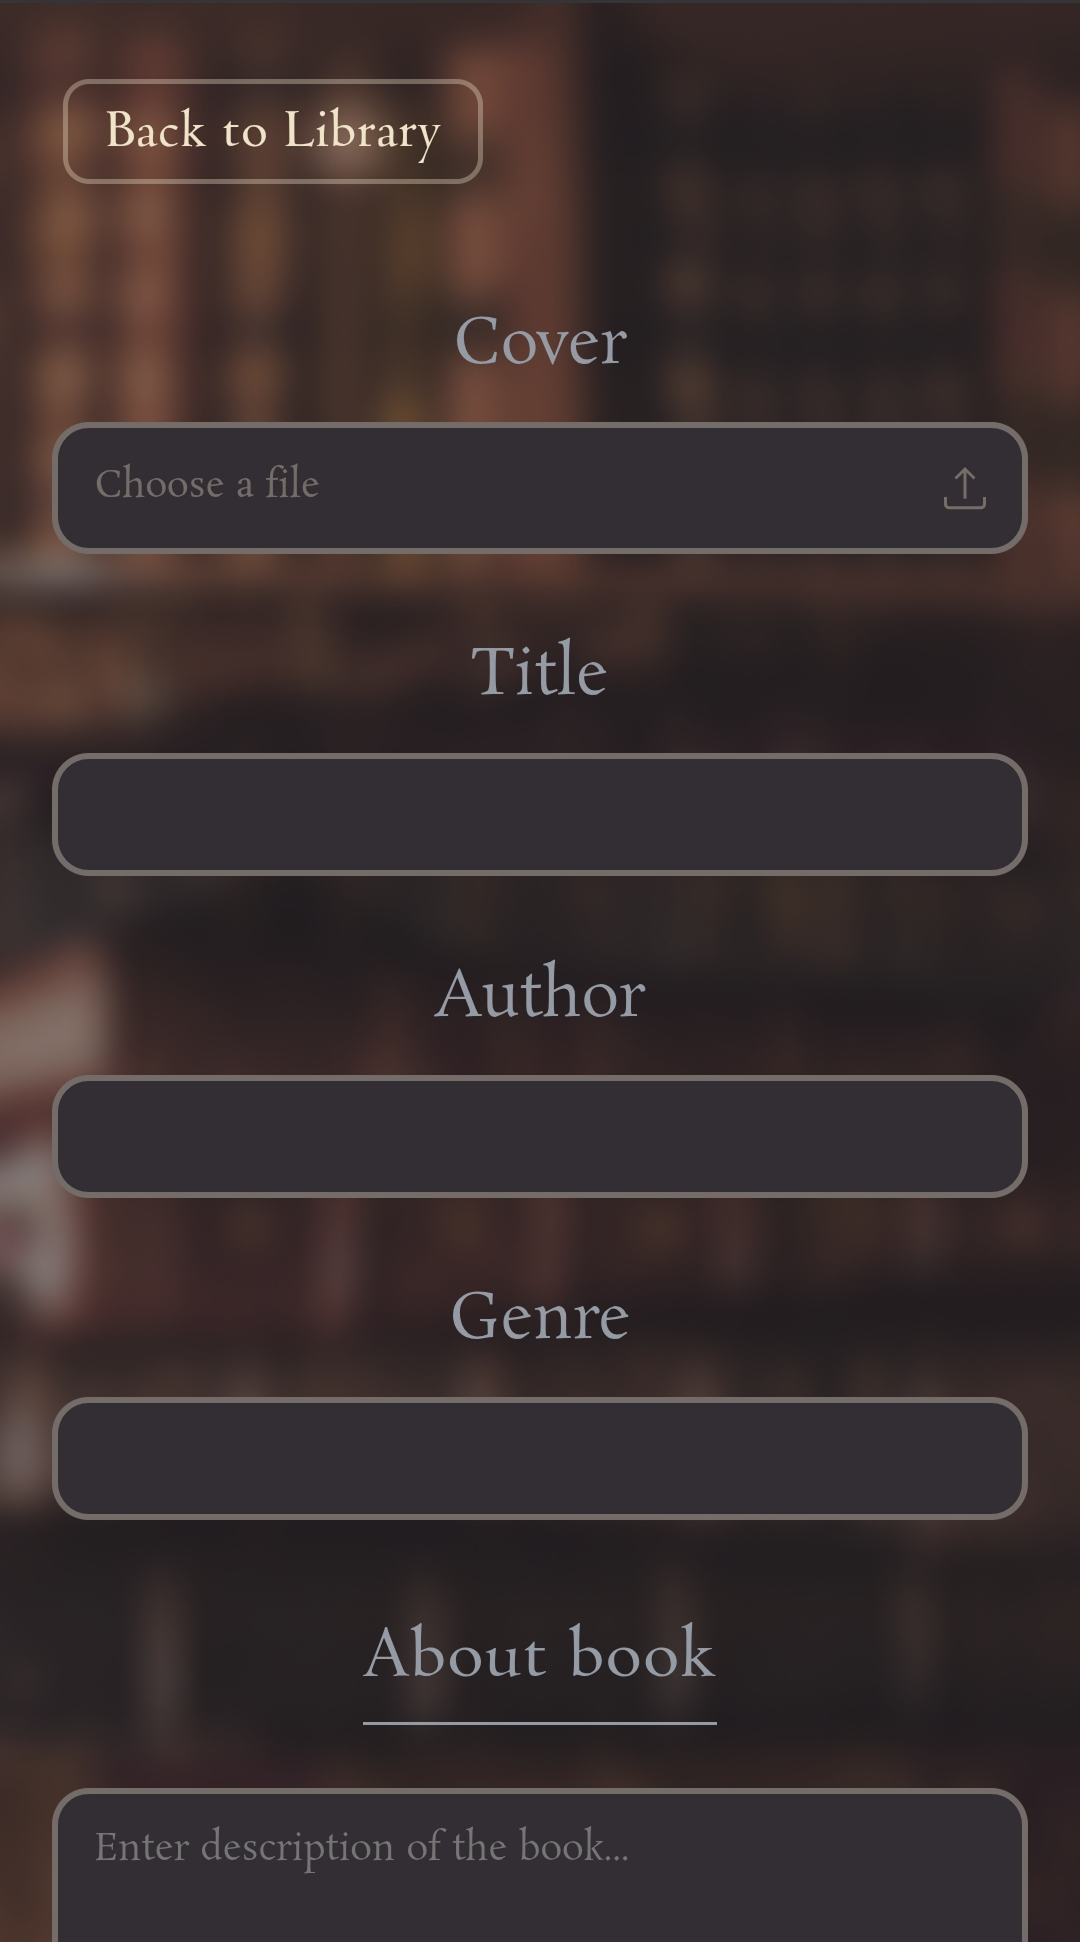 Back to Library
Cover
Choose a file
Title
Author
Genre
About book
Enter description of the book...